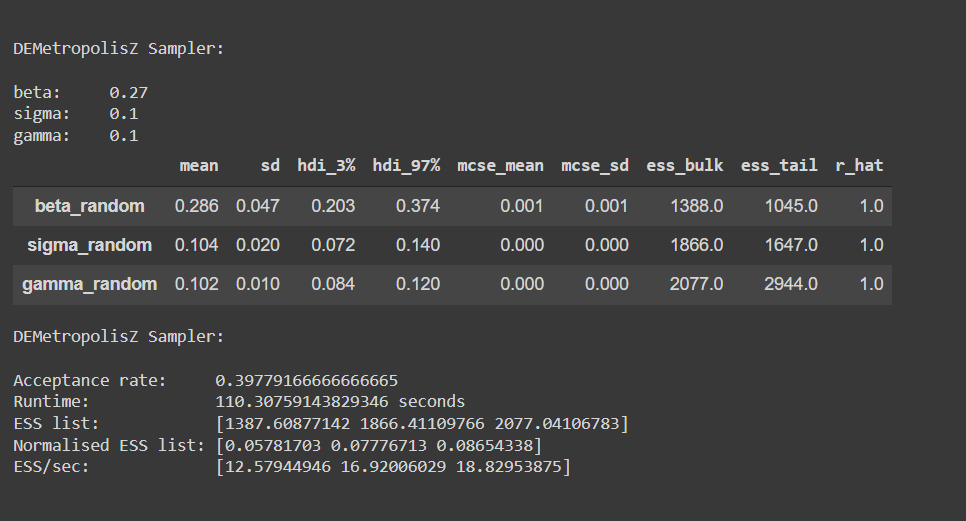 DEMetropolisZ Sampler:
beta: 0.27
sigma: 0.1
gamma: 0.1
mean sd hdi_3% hdi_97% mcse_mean mcse_sd ess_bulk ess_tail r_hat
beta_random 0.286 0.047 0.203 0.374 0.001 0.001 1388.0 1045.0 1.0
sigma_random 0.104 0.020 0.072 0.140 0.000 0.000 1866.0 1647.0 1.0
gamma_random 0.102 0.010 0.084 0.120 0.000 0.000 2077.0 2944.0 1.0
DEMetropolisZ Sampler:
Acceptance rate: 0.39779166666666665
Runtime: 110.30759143829346 seconds
ESS list: [1387.60877142 1866.41109766 2077.04106783]
Normalised ESS list: [0.05781703 0.07776713 0.08654338]
ESS/sec: [12.57944946 16.92006029 18.82953875]